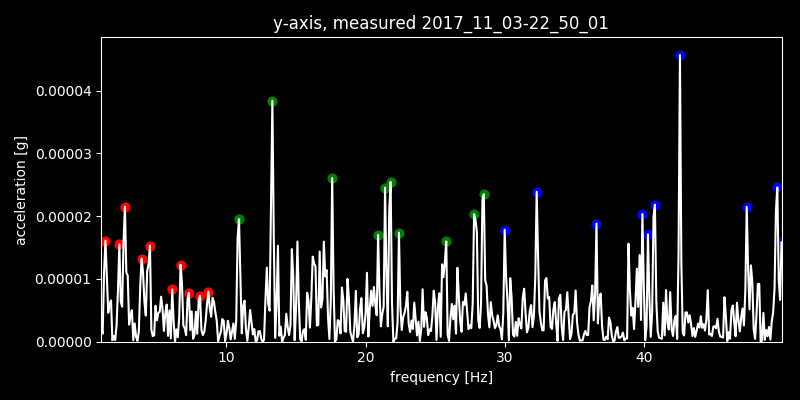 y-axis, measured 2017_11_03-22_50_01
acceleration [g]
0.00004
0.00003
0.00002
0.00001
0.00000
10 20 30 40
frequency [Hz]